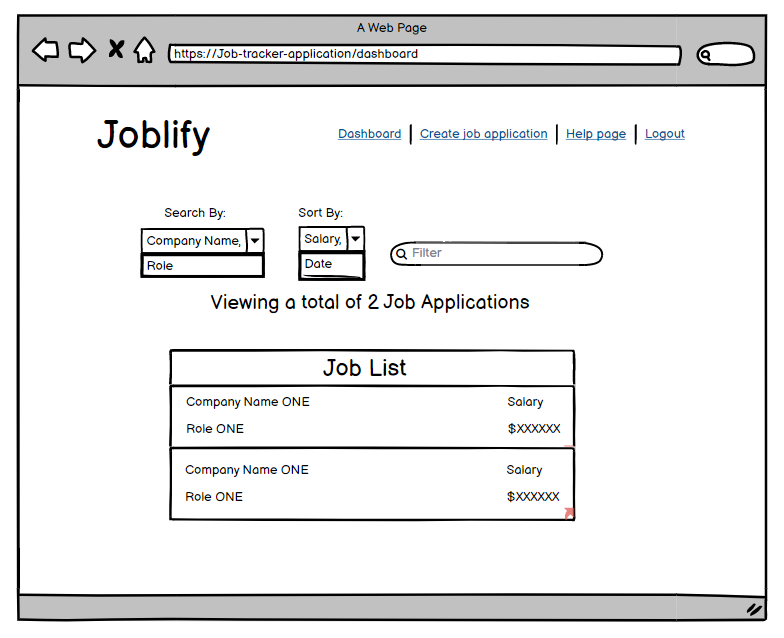 A Web Page
https://Job-tracker-application/dashboard
Joblify
Dashboard | Create job application | Help page | Logout
Search By: Sort By:
Company Name, Salary, Filter
Role Date
Viewing a total of 2 Job Applications
Job List
Company Name ONE Salary
Role ONE $XXXXXX
Company Name ONE Salary
Role ONE $XXXXXX